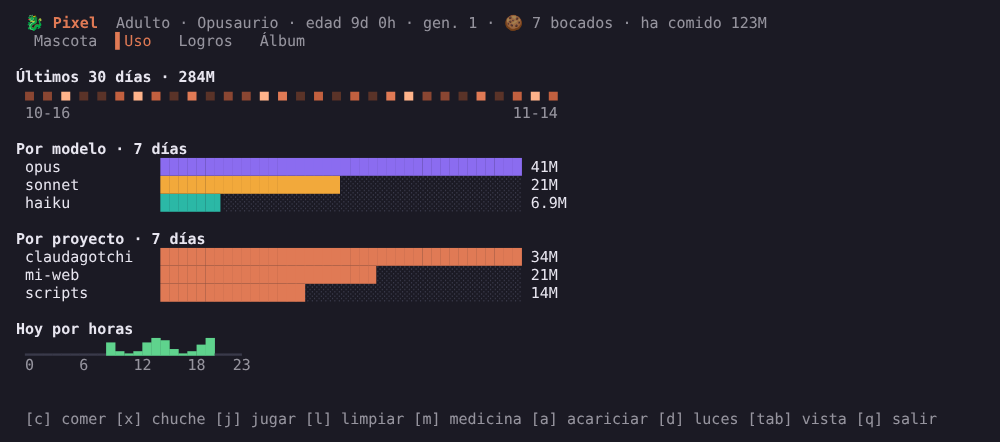 🐉 Pixel Adulto · Opusaurio · edad 9d 0h · gen. 1 · 🍪 7 bocados · ha comido 123M
Mascota Uso Logros Álbum
Últimos 30 días · 284M
10-16 11-14
Por modelo · 7 días
opus 41M
sonnet 21M
haiku 6.9M
Por proyecto · 7 días
claudagotchi 34M
mi-web 21M
scripts 14M
Hoy por horas
0 6 12 18 23
[c] comer [x] chuche [j] jugar [l] limpiar [m] medicina [a] acariciar [d] luces [tab] vista [q] salir